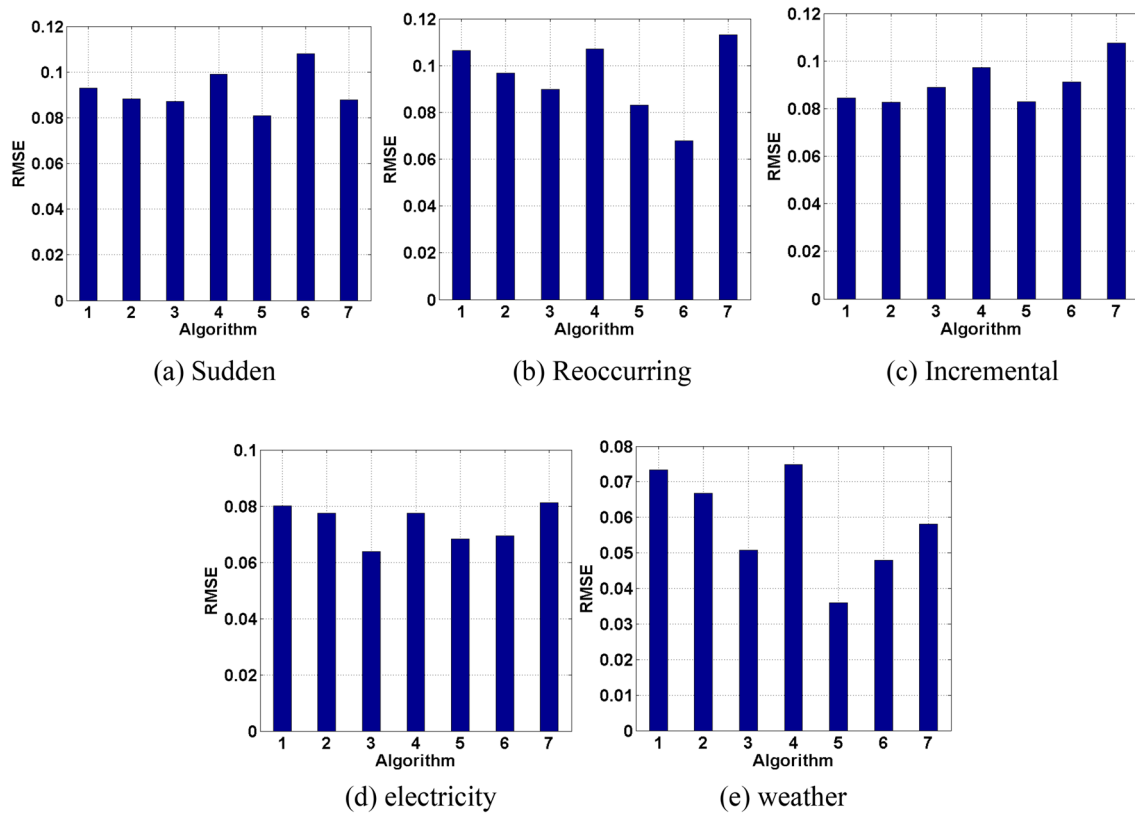 0.12
0.1
0.08
0.06
0.04
0.02
0
RMSE
1 2 3 4 5 6 7
Algorithm
(a) Sudden
0.12
0.1
0.08
0.06
0.04
0.02
0
RMSE
1 2 3 4 5 6 7
Algorithm
(b) Reoccurring
0.12
0.1
0.08
0.06
0.04
0.02
0
RMSE
1 2 3 4 5 6 7
Algorithm
(c) Incremental
0.1
0.08
0.06
0.04
0.02
0
RMSE
1 2 3 4 5 6 7
Algorithm
(d) electricity
0.08
0.07
0.06
0.05
0.04
0.03
0.02
0.01
0
RMSE
1 2 3 4 5 6 7
Algorithm
(e) weather